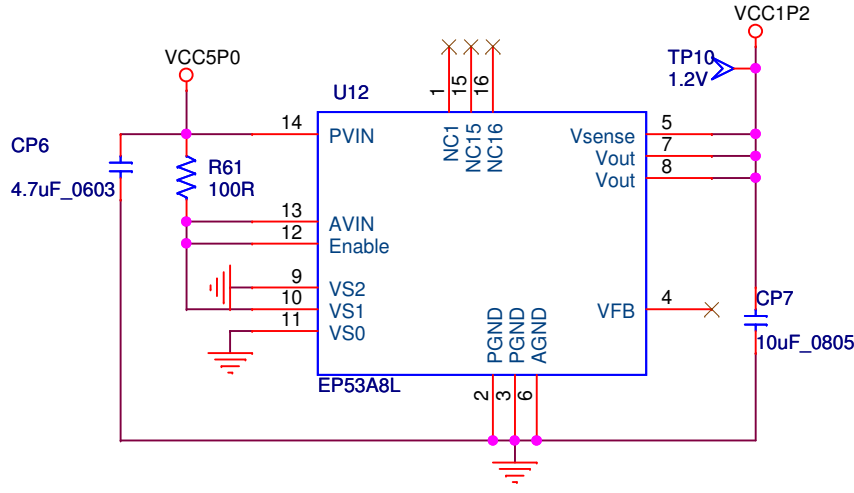 VCC1P2
VCC5P0
TP10
1.2V
U12
1
15
16
14
PVIN
NC1
NC15
NC16
Vsense
5
Vout
7
Vout
8
CP6
4.7uF_0603
R61
100R
13
AVIN
12
Enable
9
VS2
10
VS1
11
VS0
VFB
4
CP7
10uF_0805
PGND
PGND
AGND
EP53A8L
2
3
6